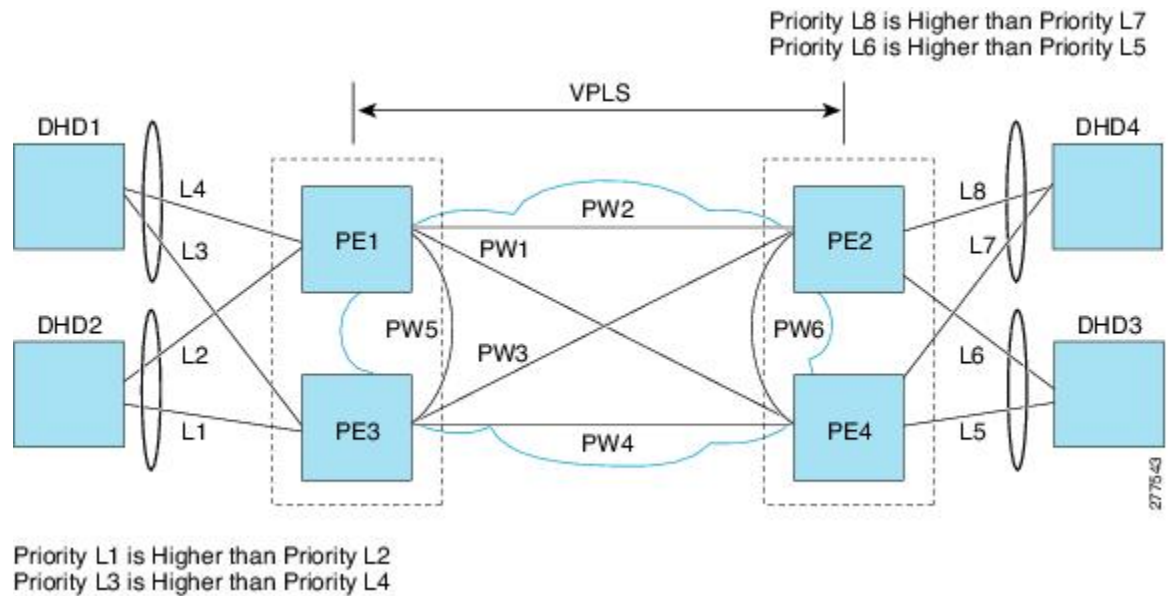 Priority L8 is Higher than Priority L7
Priority L6 is Higher than Priority L5
VPLS
DHD1
DHD4
L4
L8
PW2
PE1
PE2
L3
PW1
L7
DHD2
PW5
PW6
DHD3
L2
PW3
L6
L1
PE3
PW4
PE4
L5
277543
Priority L1 is Higher than Priority L2
Priority L3 is Higher than Priority L4